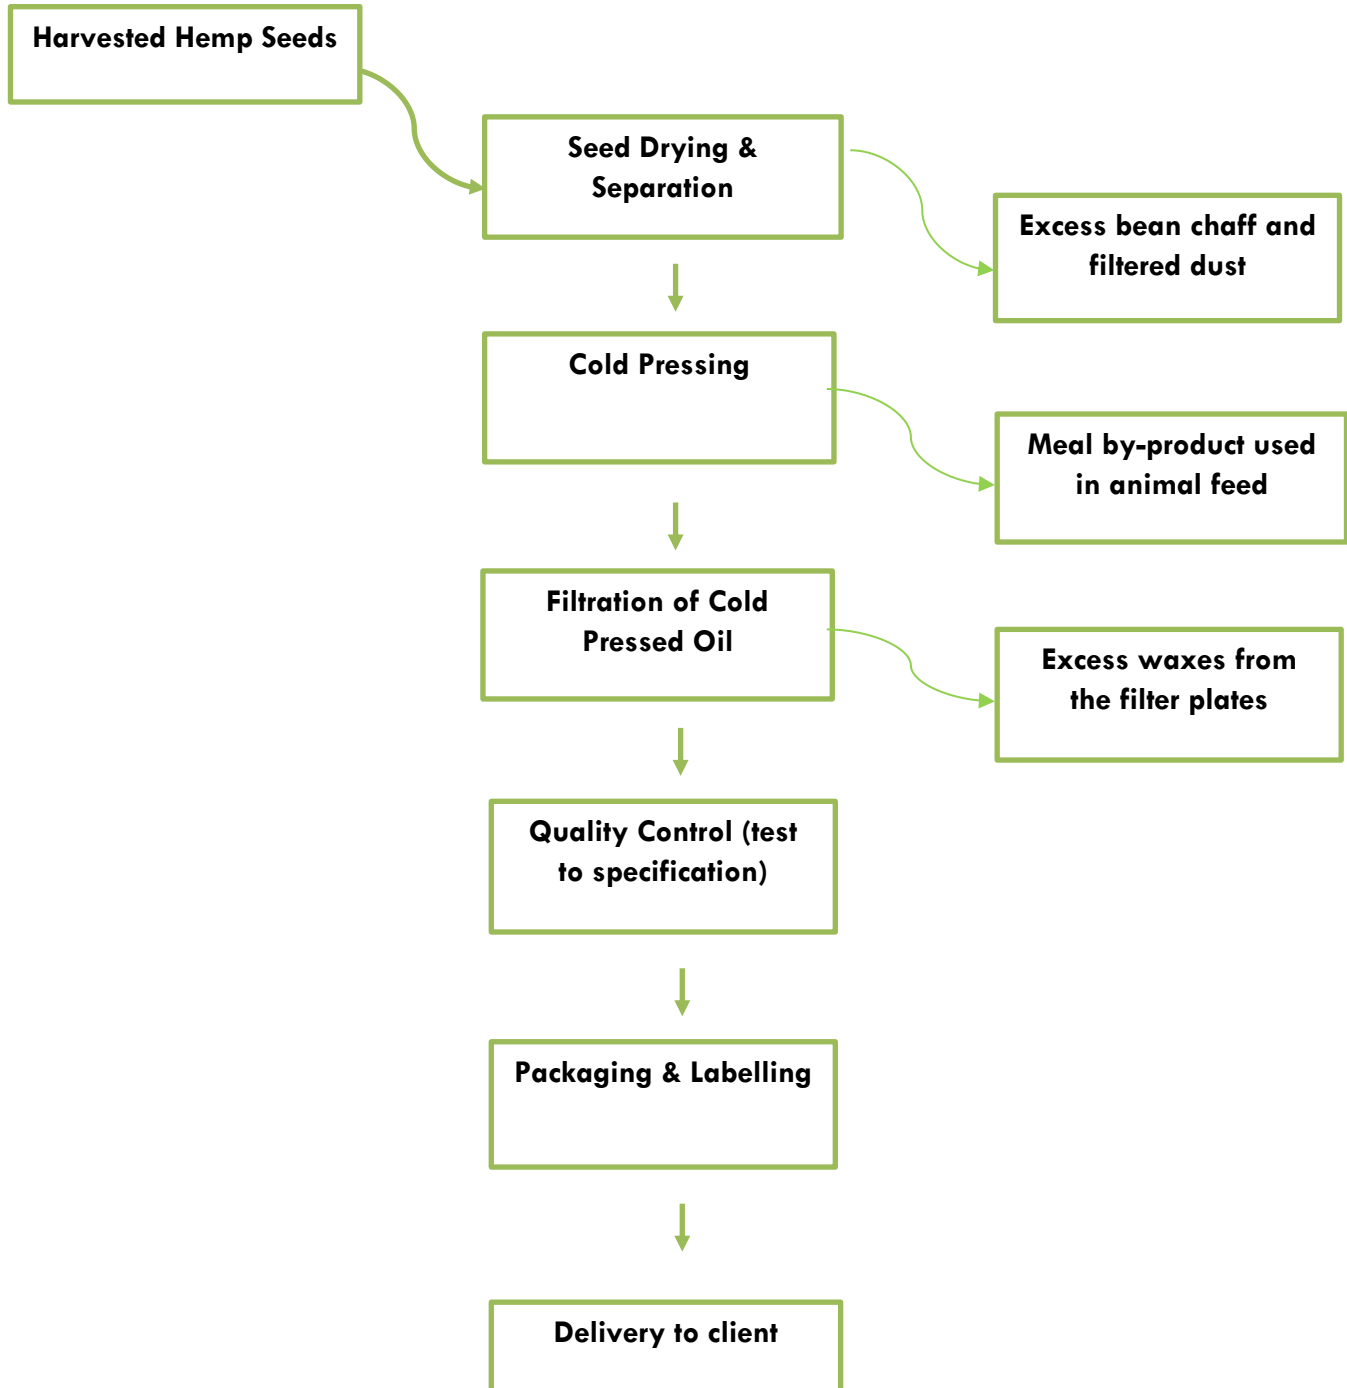 Harvested Hemp Seeds
Seed Drying &
Separation
Excess bean chaff and
filtered dust
Cold Pressing
Meal by-product used
in animal feed
Filtration of Cold
Pressed Oil
Excess waxes from
the filter plates
Quality Control (test
to specification)
Packaging & Labelling
Delivery to client